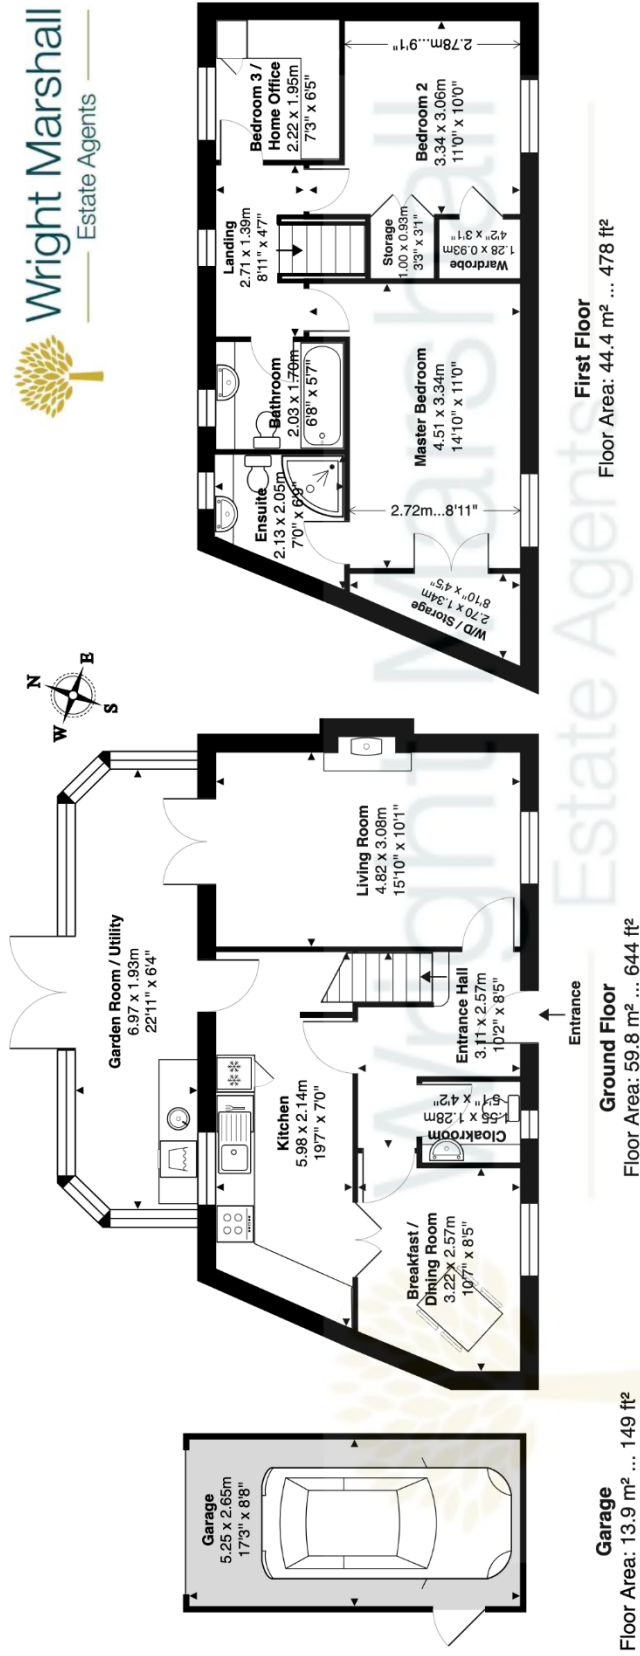 Wright Marshall
Estate Agents
N
E
S
W
Garage
5.25 x 2.65m
17'3" x 8'8"
Garage
Floor Area: 13.9 m² ... 149 ft²
Garden Room / Utility
6.97 x 1.93m
22'11" x 6'4"
Kitchen
5.98 x 2.14m
19'7" x 7'0"
Breakfast /
Dining Room
3.22 x 2.57m
10'7" x 8'5"
Cloakroom
1.55 x 1.28m
5'1" x 4'2"
Entrance Hall
3.11 x 2.57m
10'2" x 8'5"
Living Room
4.82 x 3.08m
15'10" x 10'1"
Entrance
Ground Floor
Floor Area: 59.8 m² ... 644 ft²
Ensuite
2.13 x 2.05m
7'0" x 6'9"
Bathroom
2.03 x 1.70m
6'8" x 5'7"
Landing
2.71 x 1.39m
8'11" x 4'7"
Bedroom 3 /
Home Office
2.22 x 1.95m
7'3" x 6'5"
W/D / Storage
2.70 x 1.34m
8'10" x 4'5"
2.72m...8'11"
Master Bedroom
4.51 x 3.34m
14'10" x 11'0"
Storage
1.00 x 0.93m
3'3" x 3'1"
Wardrobe
1.28 x 0.93m
4'2" x 3'1"
Bedroom 2
3.34 x 3.06m
11'0" x 10'0"
2.78m...9'1"
First Floor
Floor Area: 44.4 m² ... 478 ft²
Wright Marshall
Estate Agents